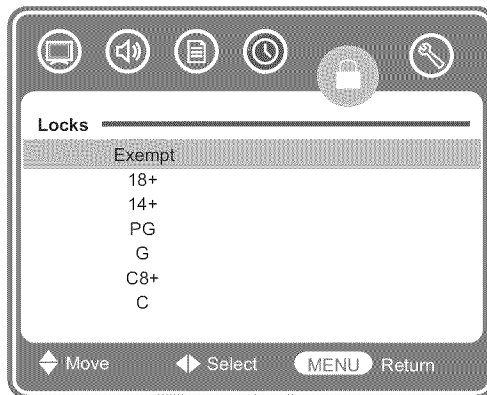 Locks
Exempt
18+
14+
PG
G
C8+
C
Move Select MENU Return